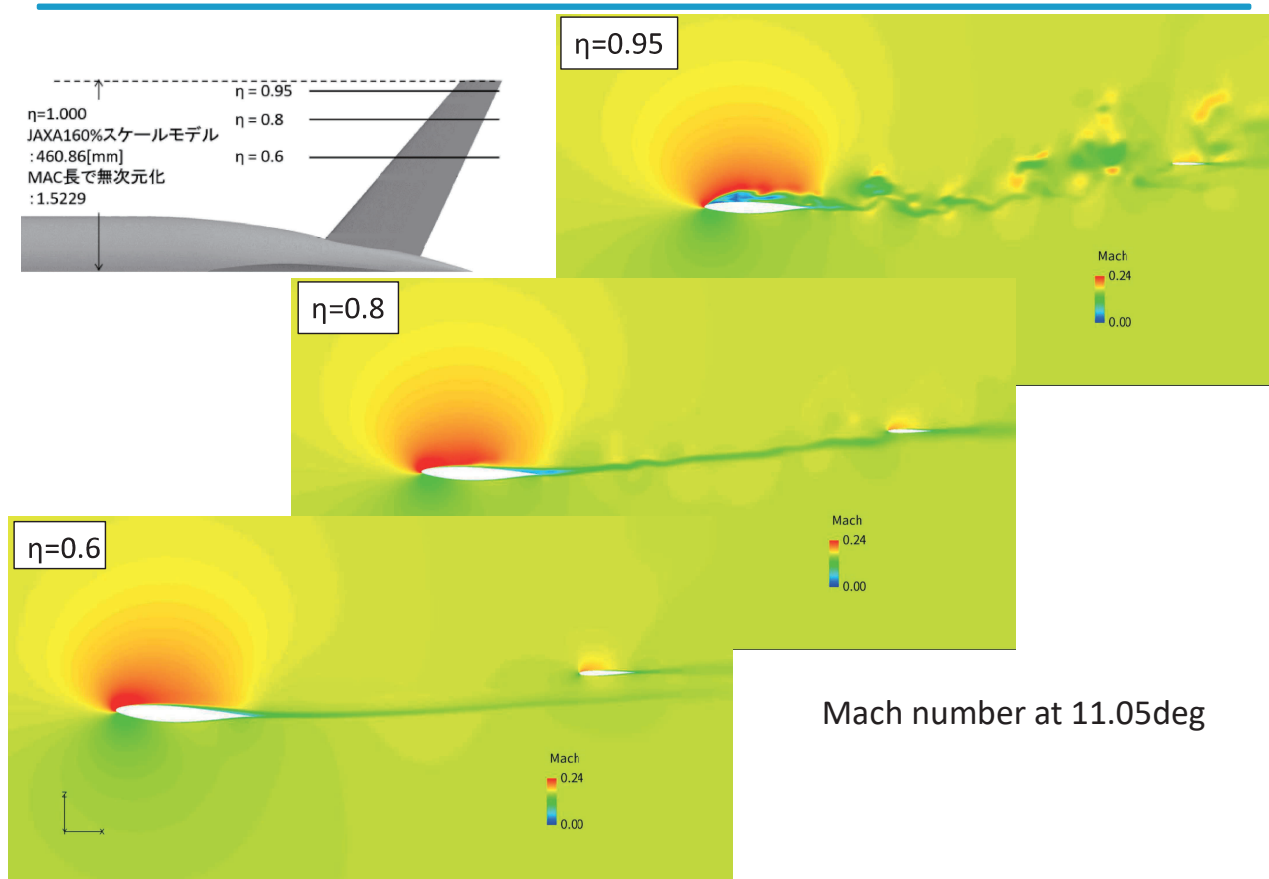 η=0.95
η = 0.95
η=1.000
η = 0.8
JAXA160%スケールモデル
:460.86[mm]
η = 0.6
MAC長で無次元化
:1.5229
Mach
0.24
0.00
η=0.8
Mach
0.24
0.00
η=0.6
Mach number at 11.05deg
Mach
0.24
0.00
z
Y
x